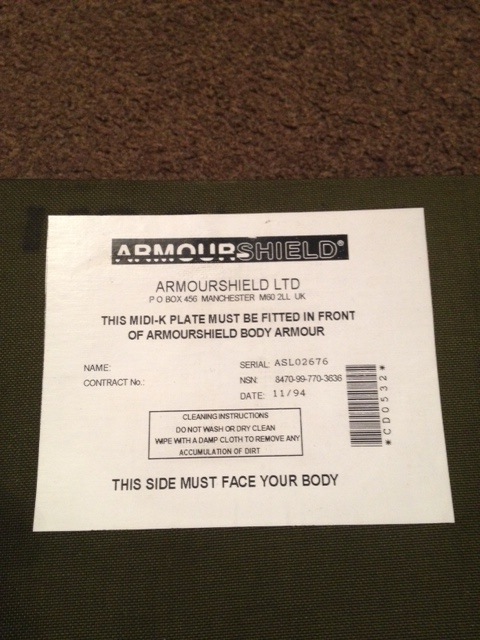 ARMOURSHIELD®
ARMOURSHIELD LTD
P O BOX 456 MANCHESTER M60 2LL UK
THIS MIDI-K PLATE MUST BE FITTED IN FRONT
OF ARMOURSHIELD BODY ARMOUR
NAME:
CONTRACT No.:
SERIAL: ASL02676
NSN: 8470-99-770-3636
DATE: 11/94
*CD0532*
CLEANING INSTRUCTIONS
DO NOT WASH OR DRY CLEAN
WIPE WITH A DAMP CLOTH TO REMOVE ANY
ACCUMULATION OF DIRT
THIS SIDE MUST FACE YOUR BODY